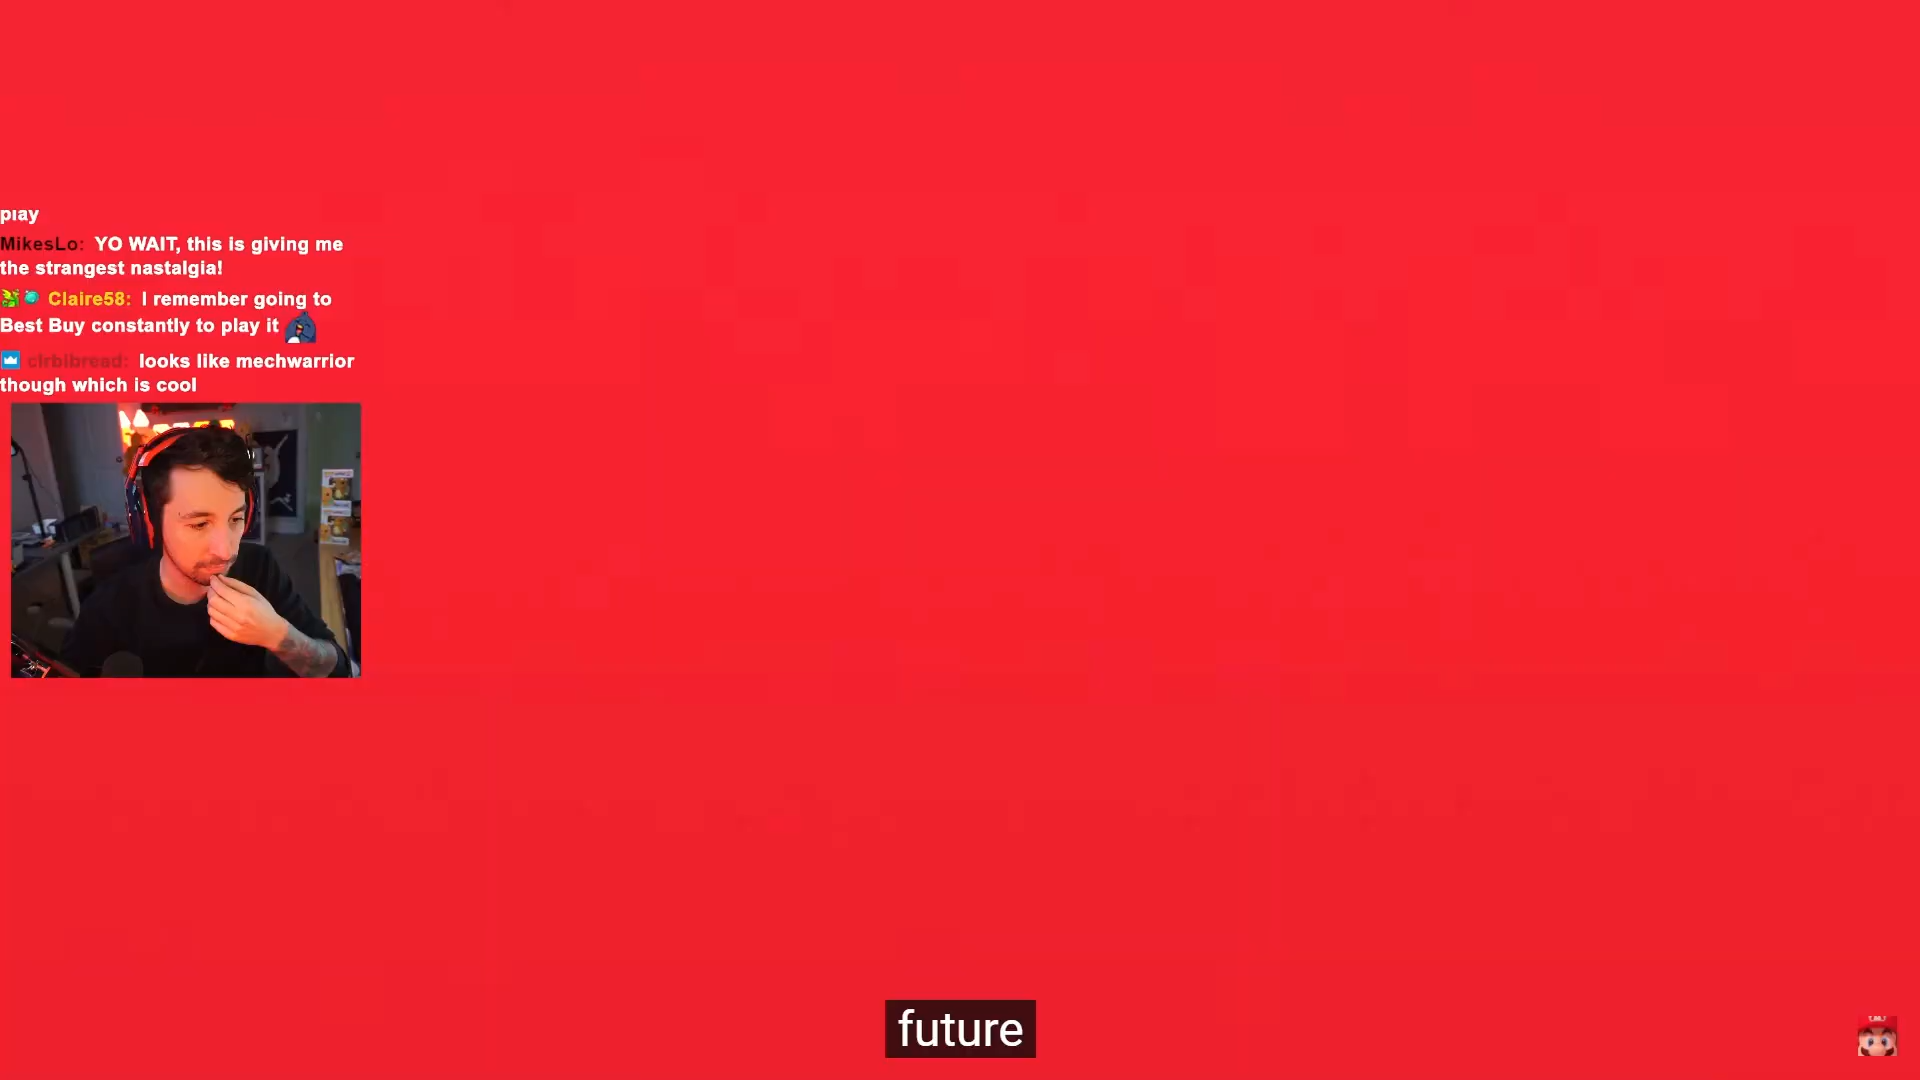 play
MikesLo: YO WAIT, this is giving me
the strangest nastalgia!
Claire58: I remember going to
Best Buy constantly to play it
clrblbread: looks like mechwarrior
though which is cool
future